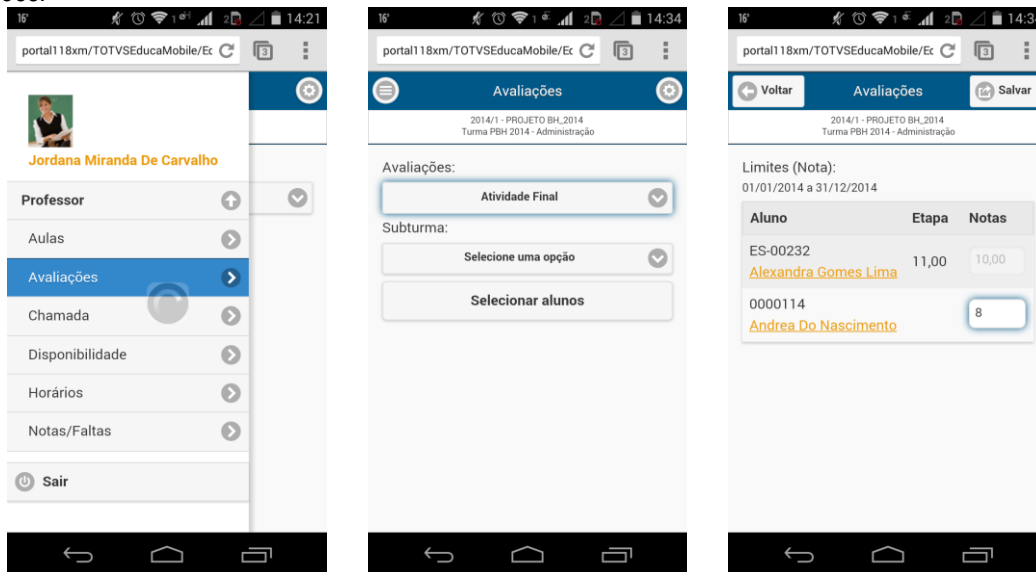 16'
14:21
portal118xm/TOTVSEducaMobile/Ec
3
Jordana Miranda De Carvalho
Professor
Aulas
Avaliações
Chamada
Disponibilidade
Horários
Notas/Faltas
Sair
16'
14:34
portal118xm/TOTVSEducaMobile/Ec
3
Avaliações
2014/1 - PROJETO BH_2014
Turma PBH 2014 - Administração
Avaliações:
Atividade Final
Subturma:
Selecione uma opção
Selecionar alunos
16'
14:34
portal118xm/TOTVSEducaMobile/Ec
3
Voltar
Avaliações
Salvar
2014/1 - PROJETO BH_2014
Turma PBH 2014 - Administração
Limites (Nota):
01/01/2014 a 31/12/2014
Aluno Etapa Notas
ES-00232
Alexandra Gomes Lima 11,00 10,00
0000114
Andrea Do Nascimento 8